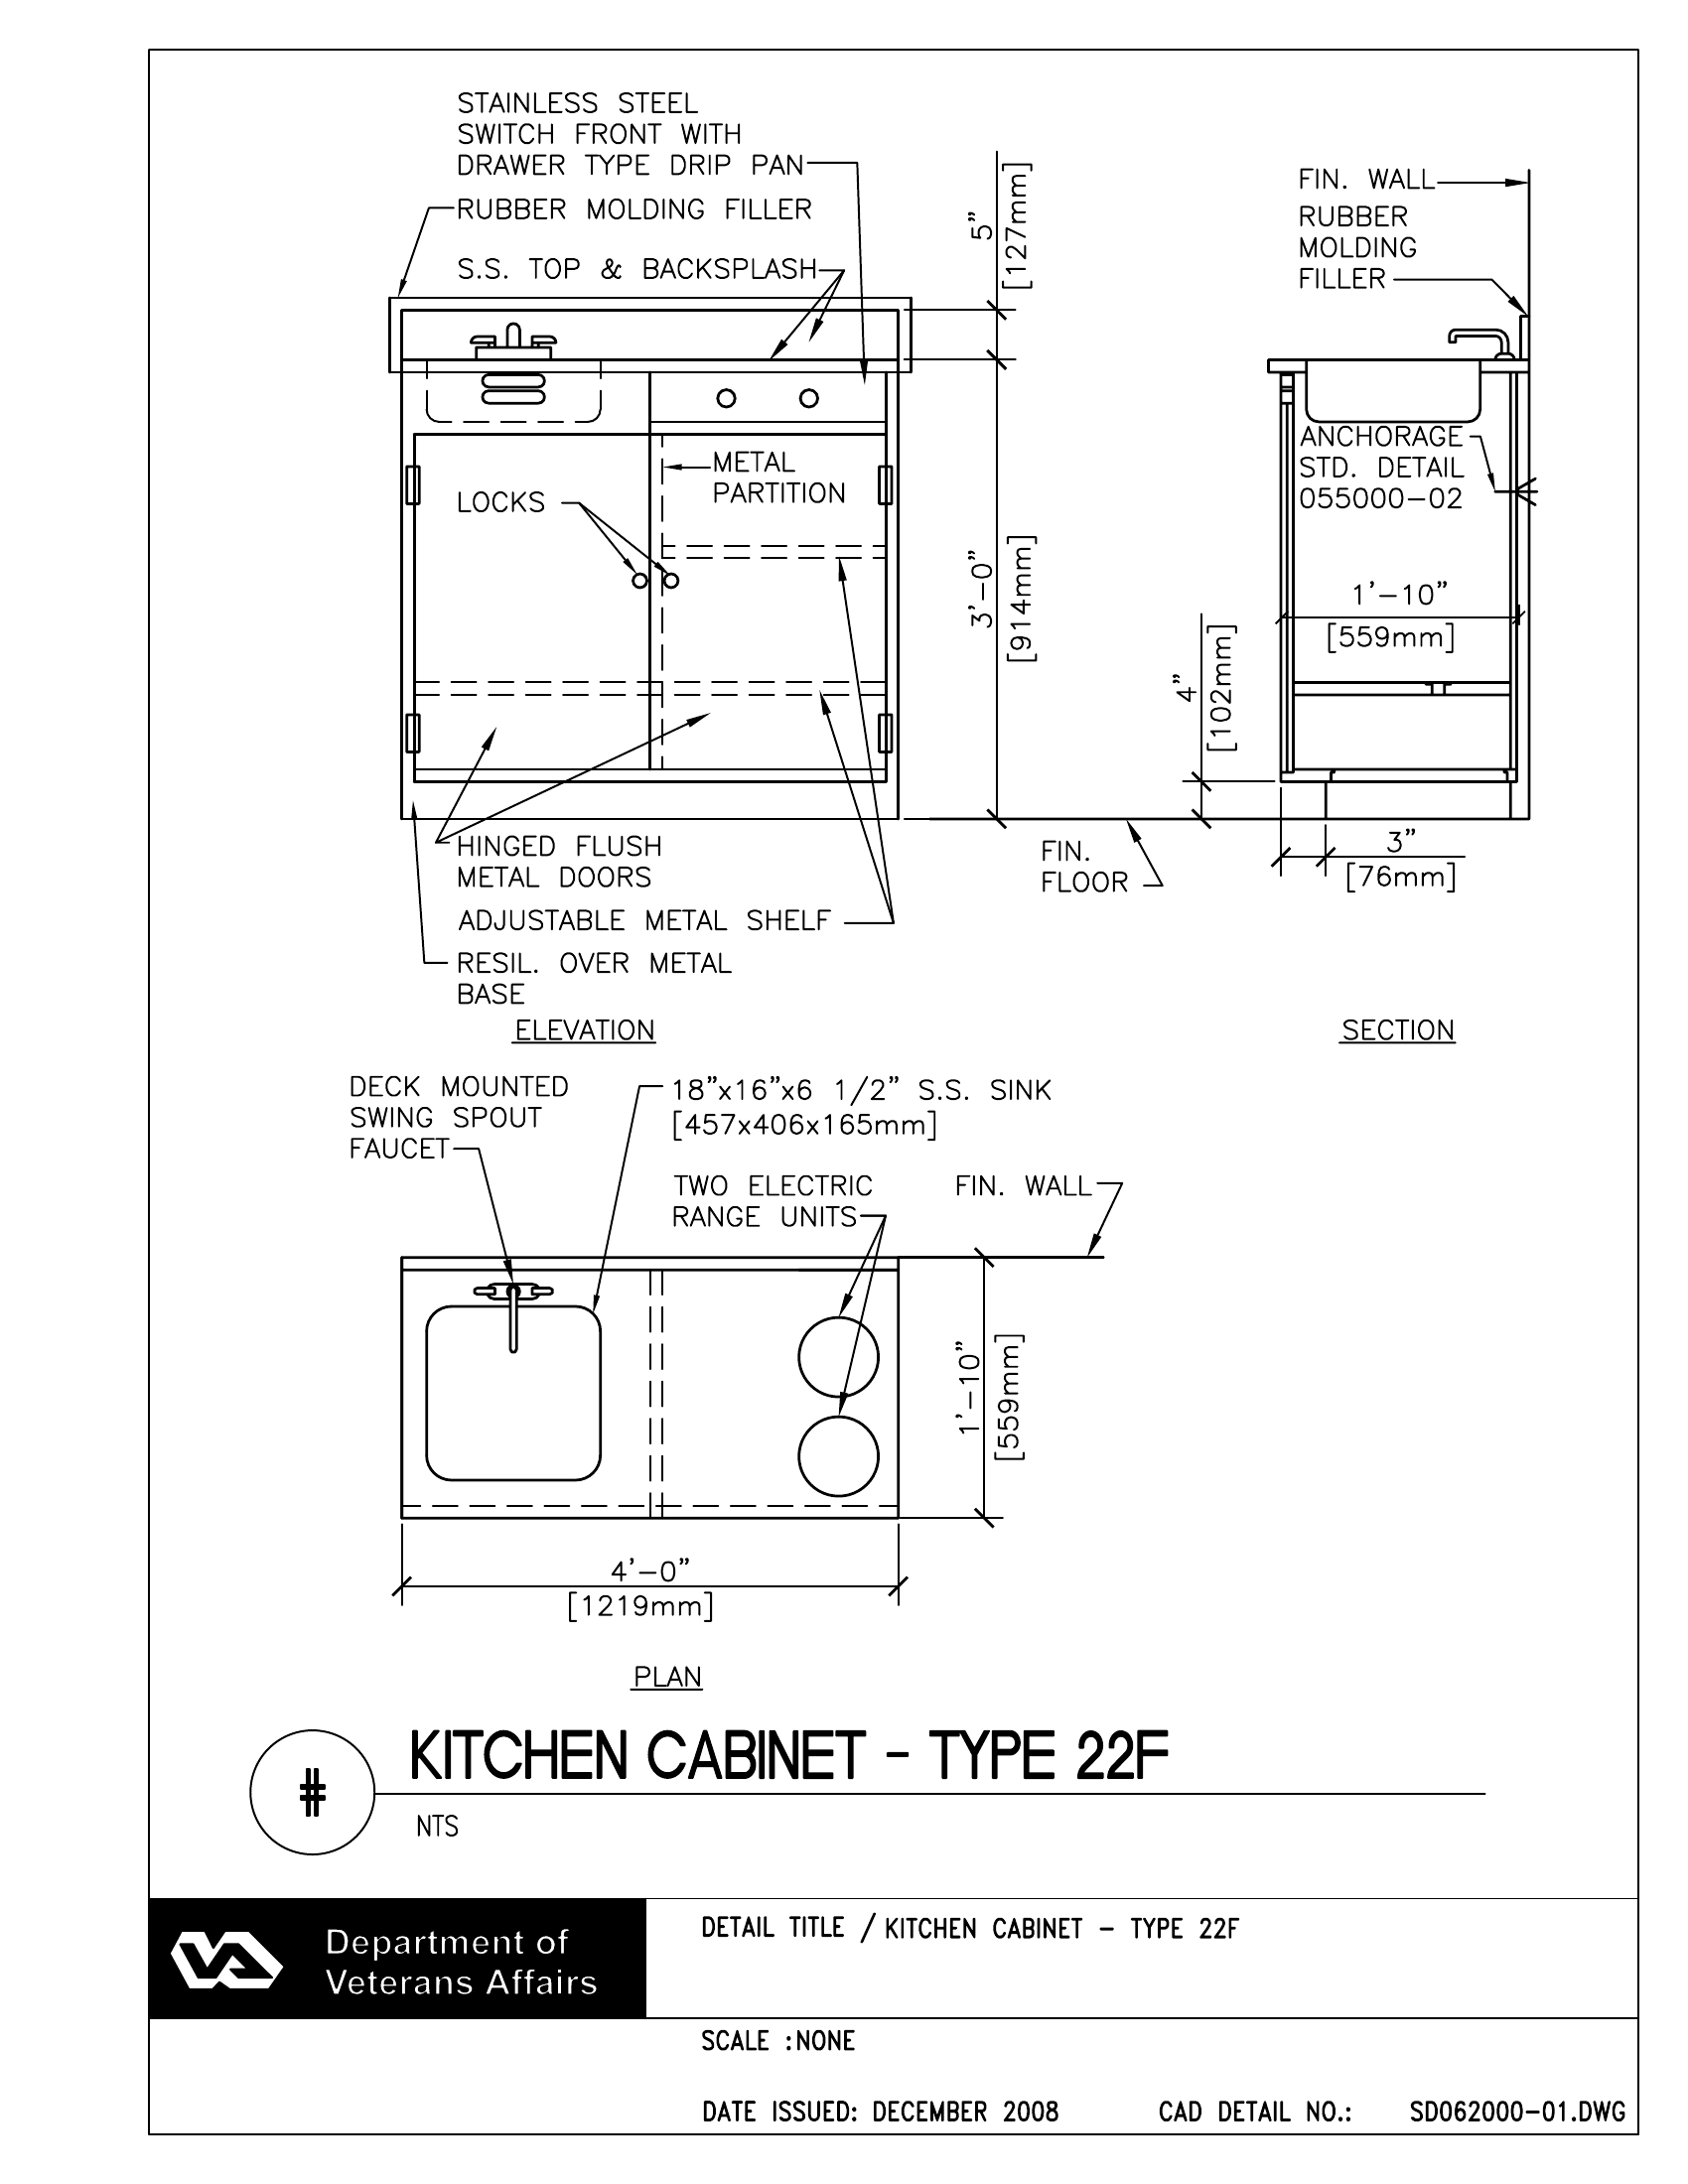 STAINLESS STEEL
SWITCH FRONT WITH
DRAWER TYPE DRIP PAN
RUBBER MOLDING FILLER
S.S. TOP & BACKSPLASH
5"
[127mm]
FIN. WALL
RUBBER
MOLDING
FILLER
METAL
PARTITION
LOCKS
ANCHORAGE
STD. DETAIL
055000-02
3'-0"
[914mm]
1'-10"
[559mm]
4"
[102mm]
3"
[76mm]
HINGED FLUSH
METAL DOORS
FIN.
FLOOR
ADJUSTABLE METAL SHELF
RESIL. OVER METAL
BASE
ELEVATION
SECTION
DECK MOUNTED
SWING SPOUT
FAUCET
18"x16"x6 1/2" S.S. SINK
[457x406x165mm]
TWO ELECTRIC
RANGE UNITS
FIN. WALL
1'-10"
[559mm]
4'-0"
[1219mm]
PLAN
#
KITCHEN CABINET - TYPE 22F
NTS
VA
Department of
Veterans Affairs
DETAIL TITLE / KITCHEN CABINET - TYPE 22F
SCALE :NONE
DATE ISSUED: DECEMBER 2008 CAD DETAIL NO.: SD062000-01.DWG